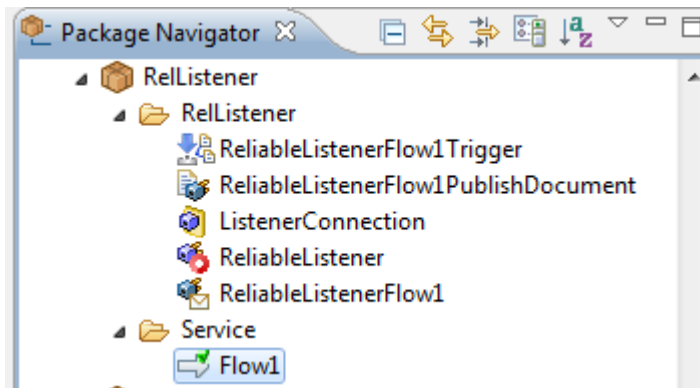 Package Navigator
RelListener
RelListener
ReliableListenerFlow1Trigger
ReliableListenerFlow1PublishDocument
ListenerConnection
ReliableListener
ReliableListenerFlow1
Service
Flow1